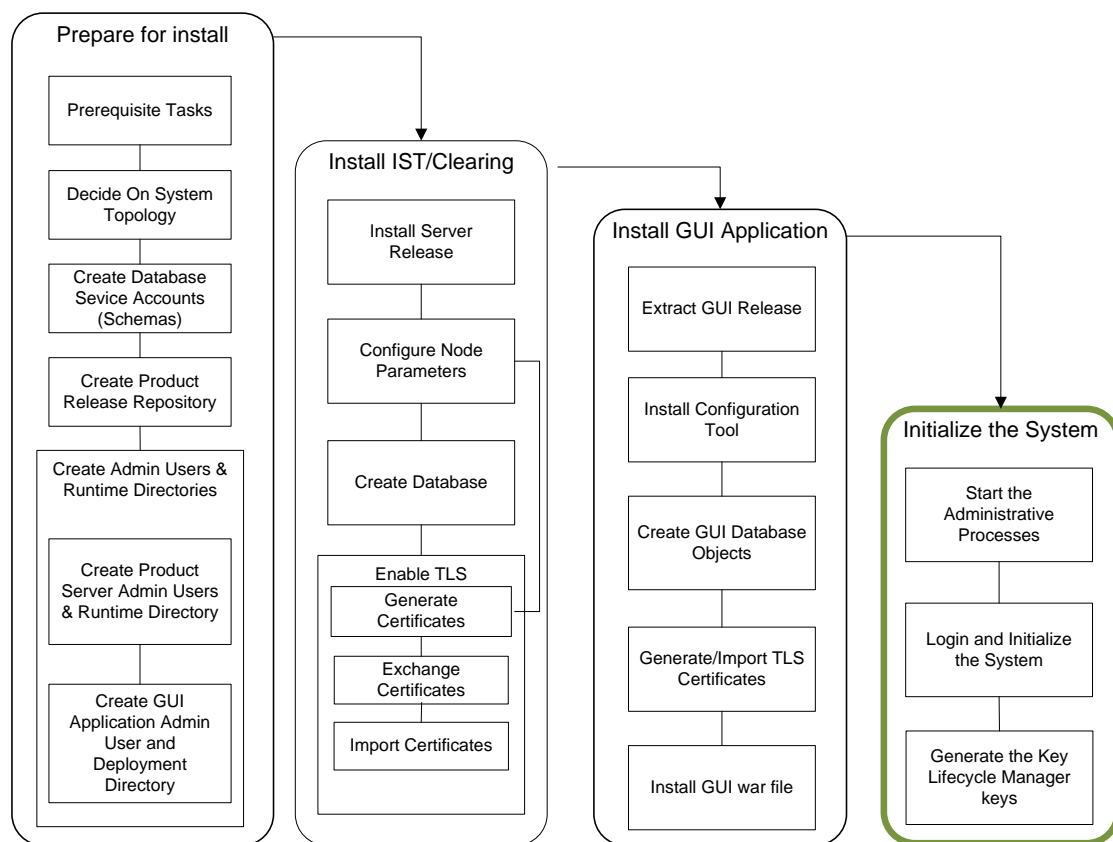 Prepare for install
Prerequisite Tasks
Decide On System
Topology
Create Database
Sevice Accounts
(Schemas)
Create Product
Release Repository
Create Admin Users &
Runtime Directories
Create Product
Server Admin Users
& Runtime Directory
Create GUI
Application Admin
User and
Deployment
Directory
Install IST/Clearing
Install Server
Release
Configure Node
Parameters
Create Database
Enable TLS
Generate
Certificates
Exchange
Certificates
Import Certificates
Install GUI Application
Extract GUI Release
Install Configuration
Tool
Create GUI Database
Objects
Generate/Import TLS
Certificates
Install GUI war file
Initialize the System
Start the
Administrative
Processes
Login and Initialize
the System
Generate the Key
Lifecycle Manager
keys